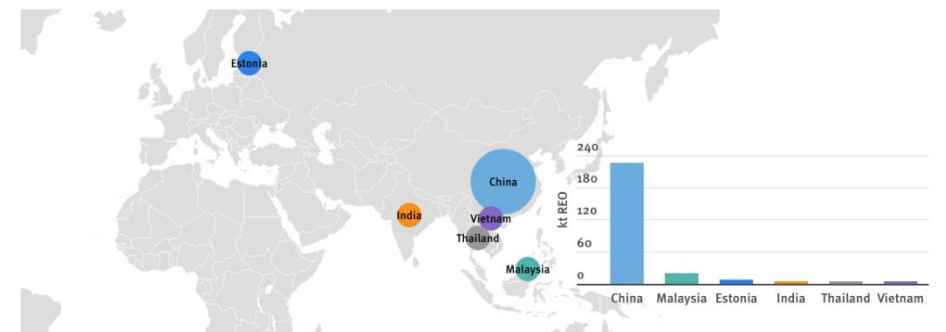 Estonia
China
India
Vietnam
Thailand
Malaysia
kt REO
240
180
120
60
0
China Malaysia Estonia India Thailand Vietnam